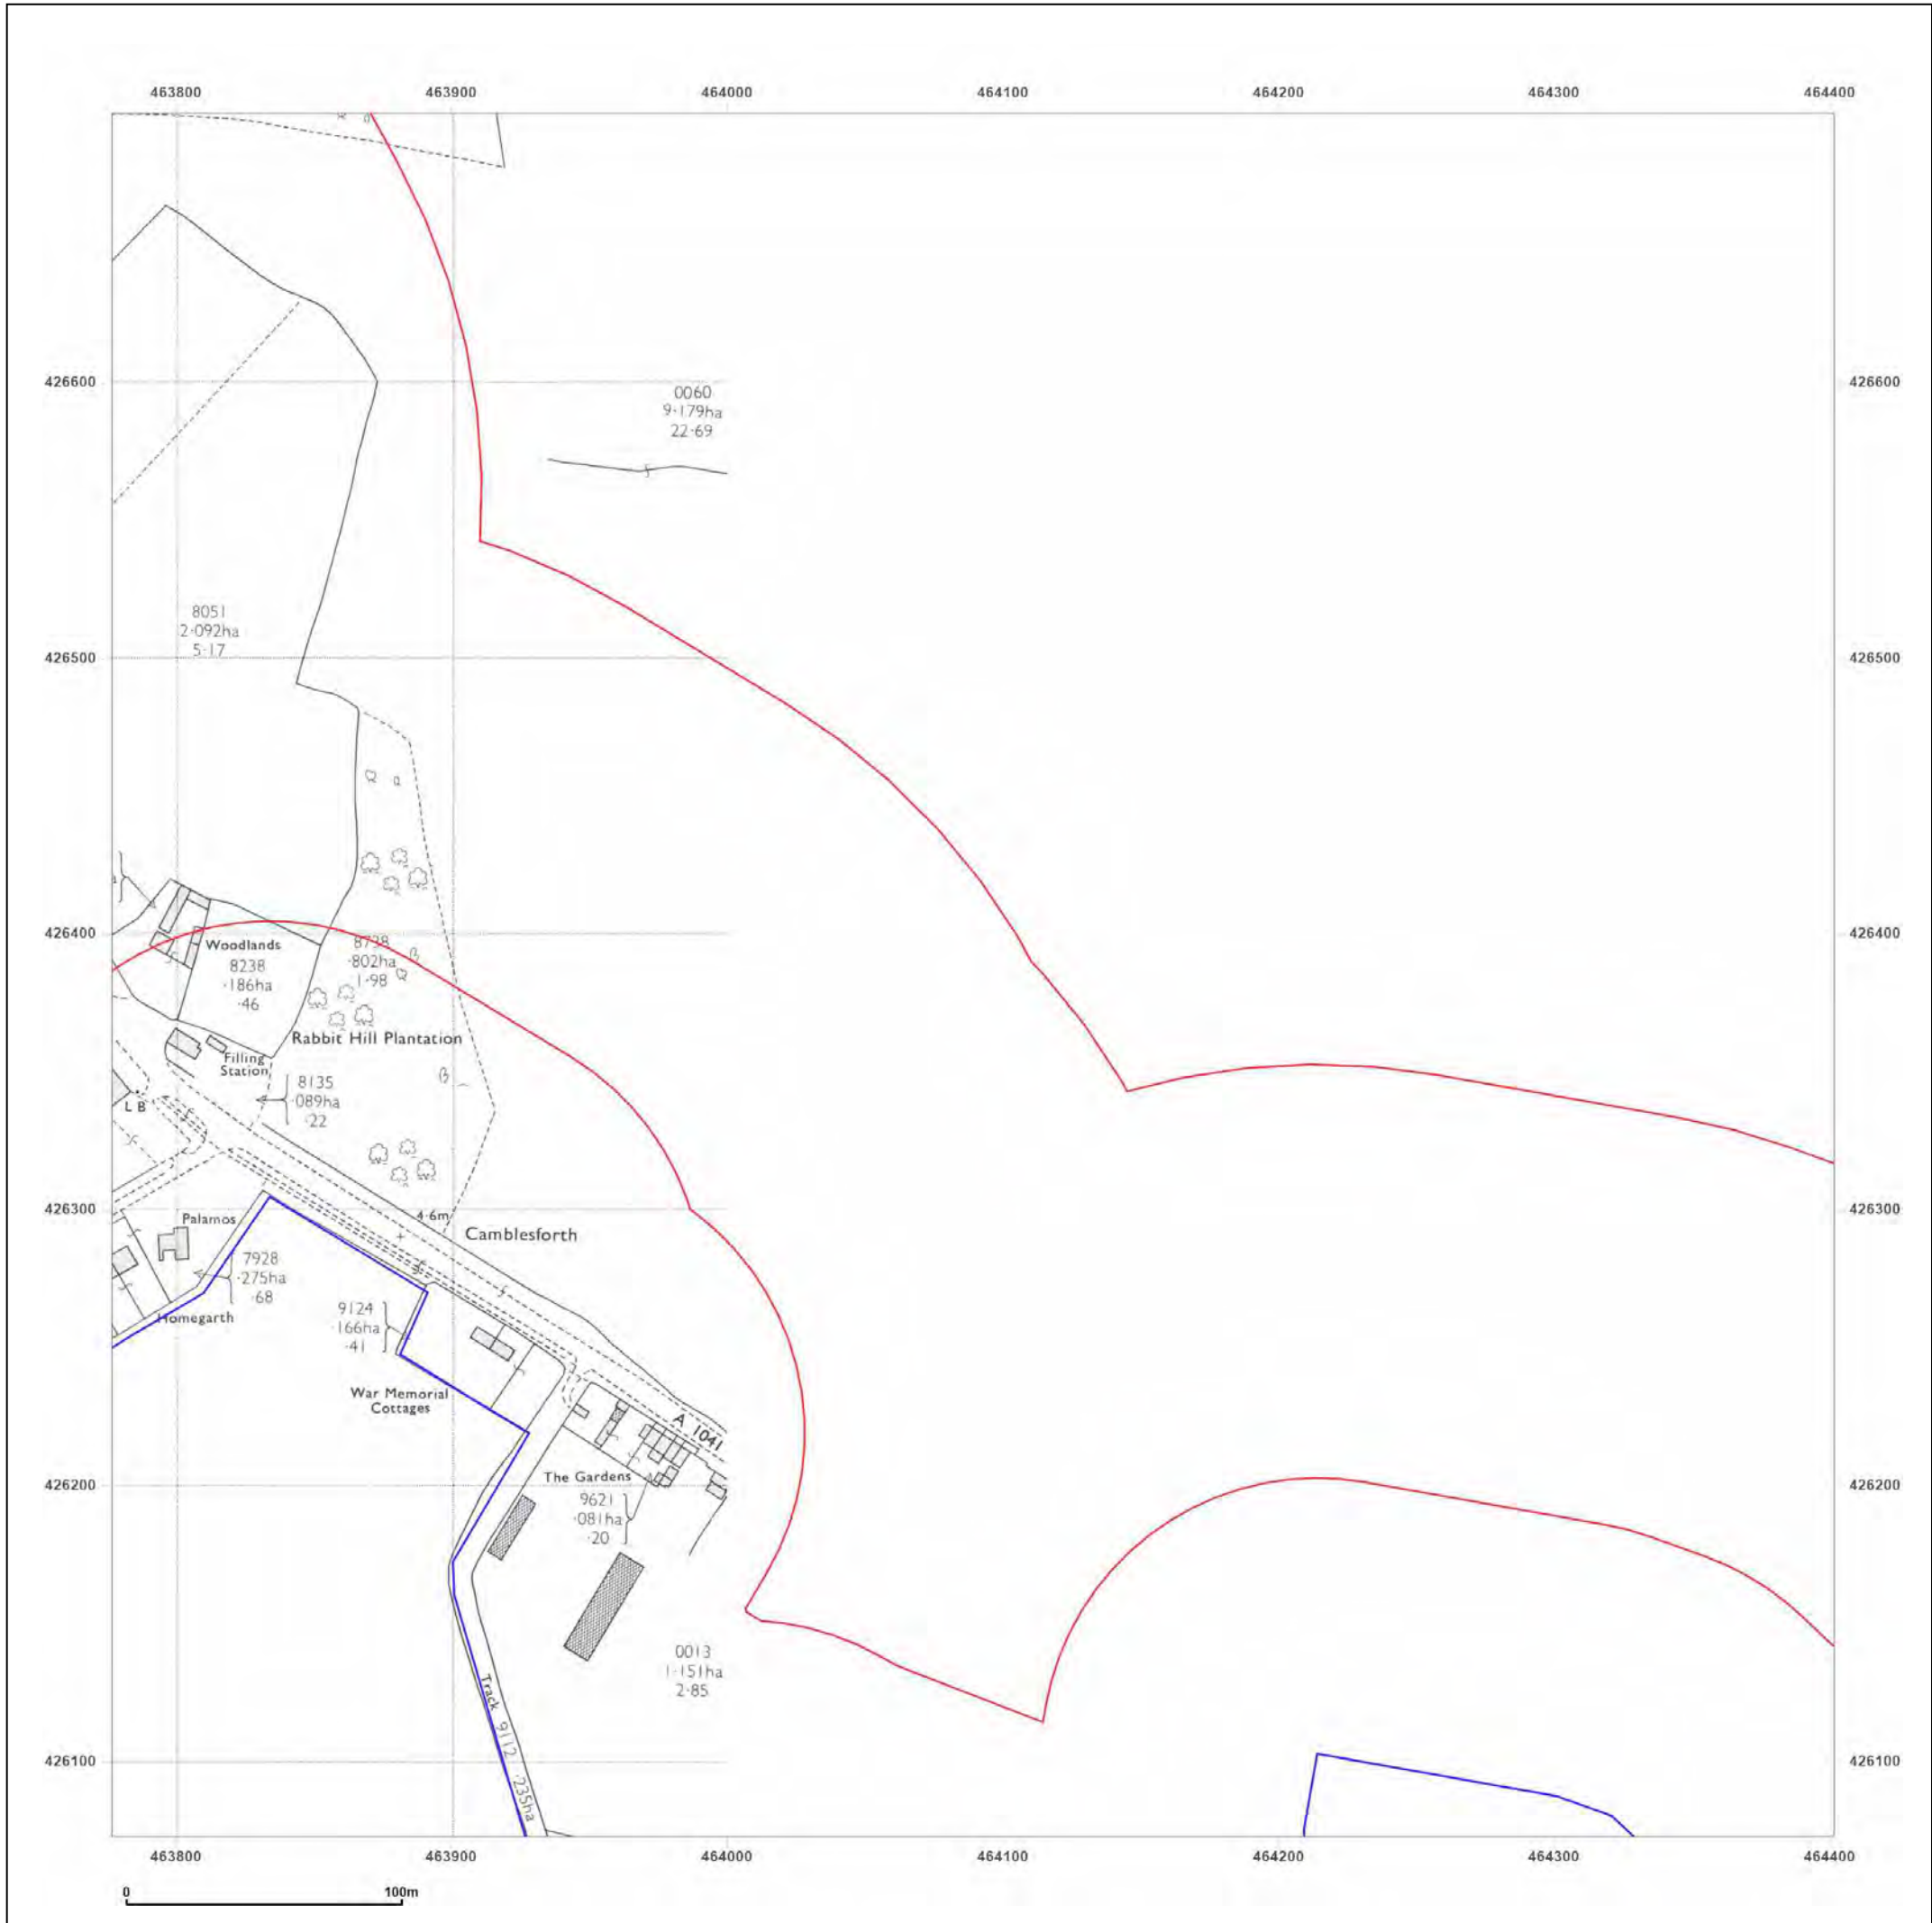 463800 463900 464000 464100 464200 464300 464400
426600 426600
0060
9·179ha
22·69
8051
2·092ha
5·17
426500 426500
426400 426400
Woodlands
8238
·186ha
·46
8738
·802ha
1·98
Rabbit Hill Plantation
Filling
Station
8135
·089ha
·22
L B
426300 426300
4·6m
Camblesforth
Palamos
7928
·275ha
·68
Homegarth
9124
·166ha
·41
War Memorial
Cottages
A 1041
426200 426200
The Gardens
9621
·081ha
·20
0013
1·151ha
2·85
Track 9112 ·235ha
426100 426100
463800 463900 464000 464100 464200 464300 464400
0 100m